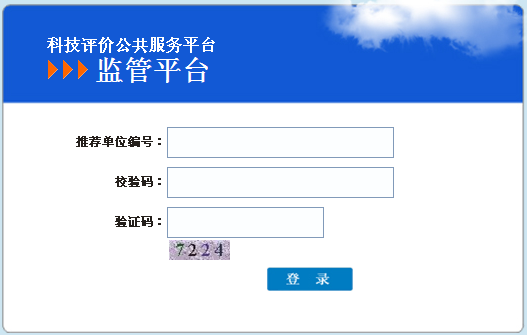 科技评价公共服务平台
监管平台
推荐单位编号：
校验码：
验证码：
7224
登 录